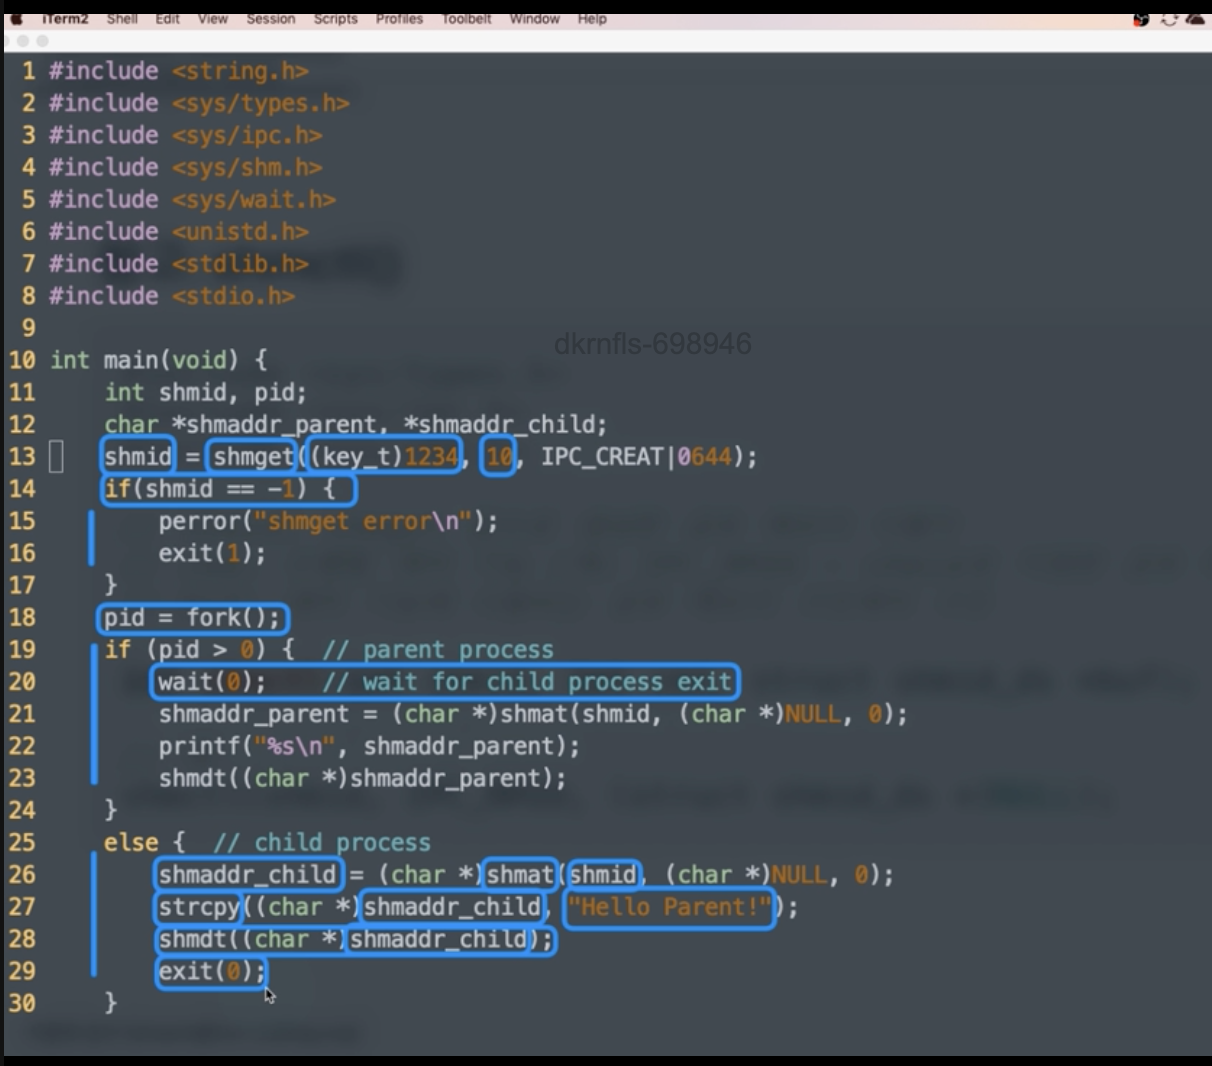 iTerm2 Shell Edit View Session Scripts Profiles Toolbelt Window Help
1 #include <string.h>
2 #include <sys/types.h>
3 #include <sys/ipc.h>
4 #include <sys/shm.h>
5 #include <sys/wait.h>
6 #include <unistd.h>
7 #include <stdlib.h>
8 #include <stdio.h>
9
dkrnfls-698946
10 int main(void) {
11     int shmid, pid;
12     char *shmaddr_parent, *shmaddr_child;
13     shmid = shmget((key_t)1234, 10, IPC_CREAT|0644);
14     if(shmid == -1) {
15         perror("shmget error\n");
16         exit(1);
17     }
18     pid = fork();
19     if (pid > 0) {  // parent process
20         wait(0);    // wait for child process exit
21         shmaddr_parent = (char *)shmat(shmid, (char *)NULL, 0);
22         printf("%s\n", shmaddr_parent);
23         shmdt((char *)shmaddr_parent);
24     }
25     else {  // child process
26         shmaddr_child = (char *)shmat(shmid, (char *)NULL, 0);
27         strcpy((char *)shmaddr_child, "Hello Parent!");
28         shmdt((char *)shmaddr_child);
29         exit(0);
30     }